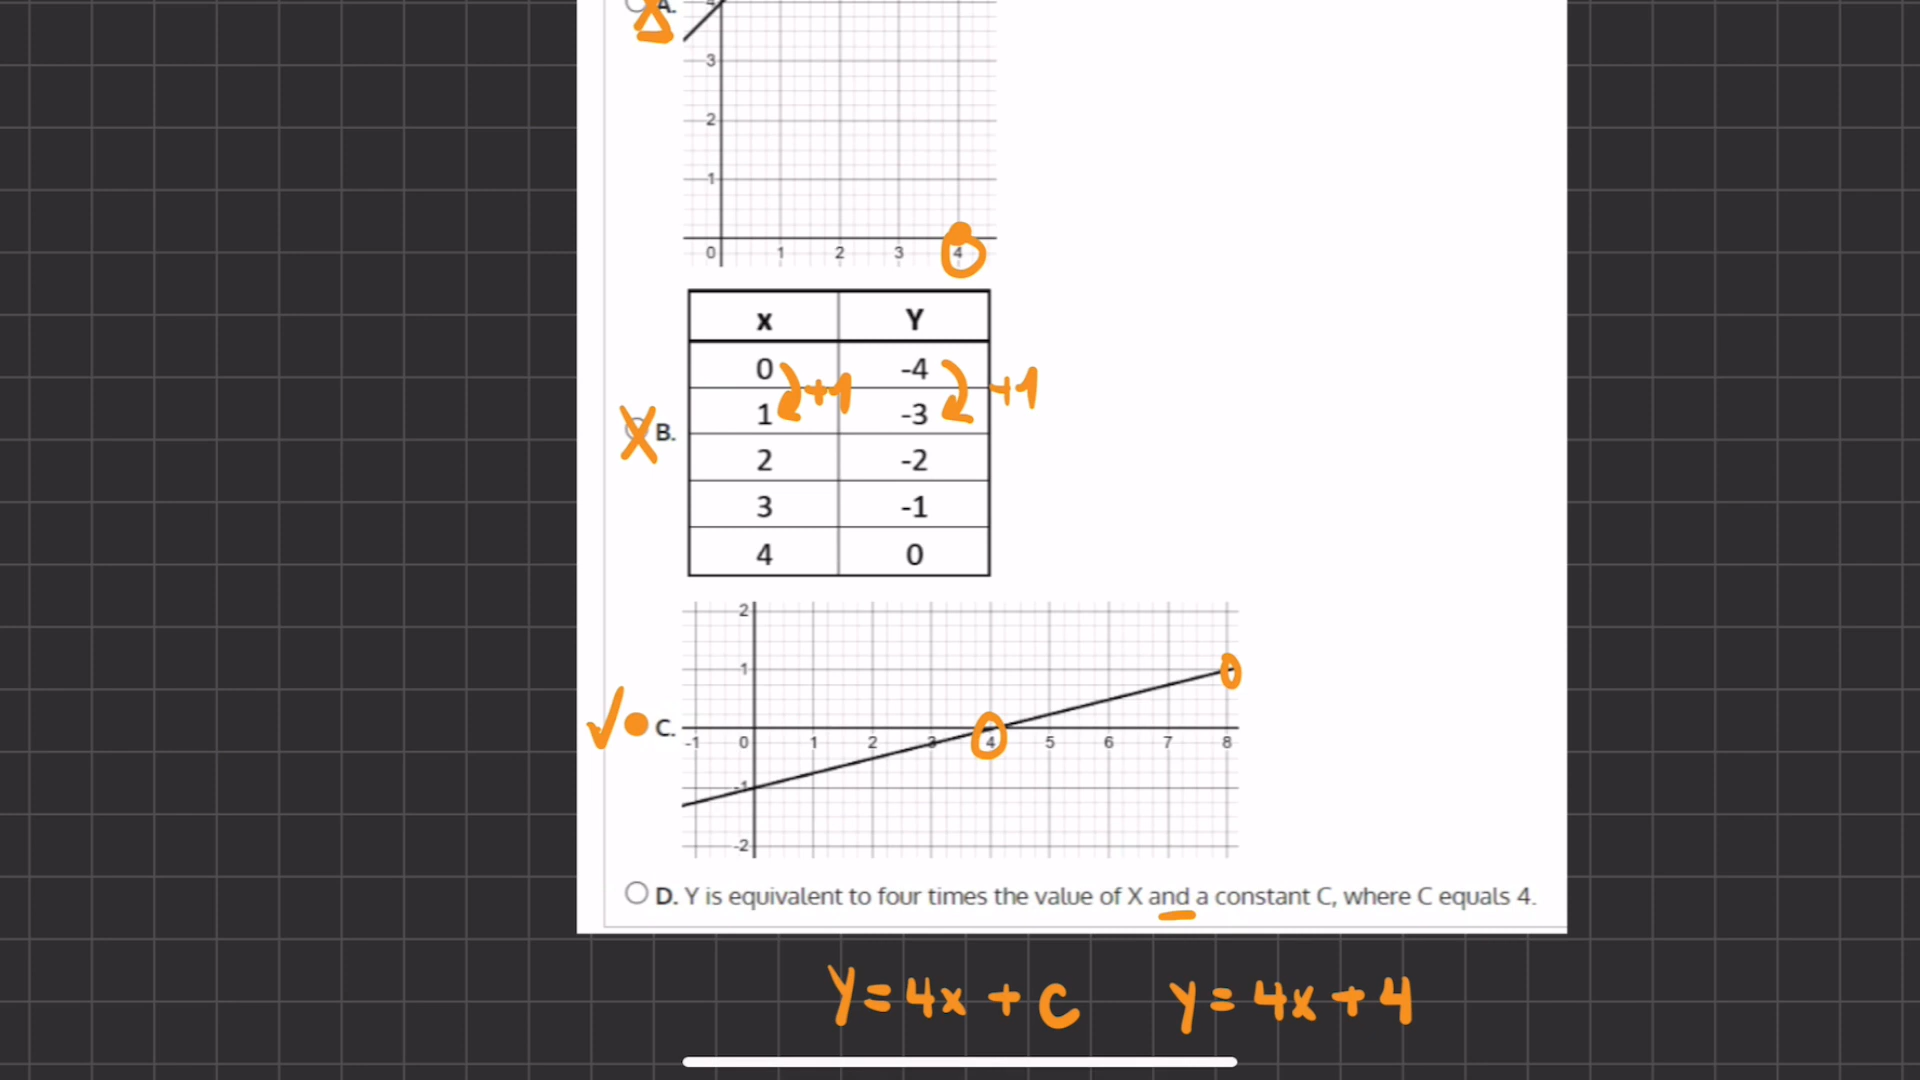 A.
4
3
2
1
0 1 2 3 4
x Y
0 -4
+1 +1
1 -3
B.
2 -2
3 -1
4 0
2
1
C.
-1 0 1 2 3 4 5 6 7 8
-1
-2
D. Y is equivalent to four times the value of X and a constant C, where C equals 4.
y = 4x + C y = 4x + 4